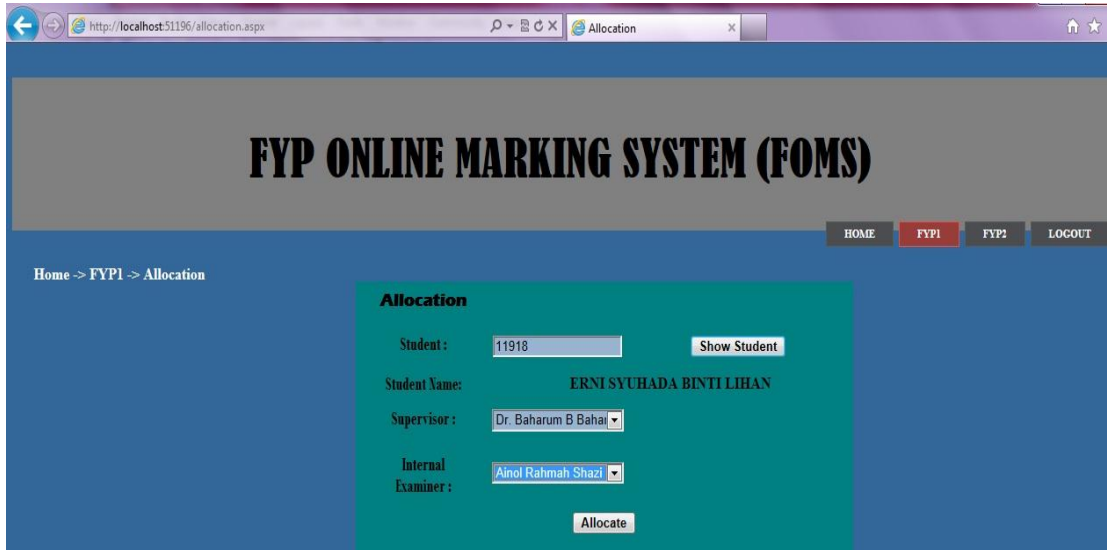 http://localhost:51196/allocation.aspx
Allocation
FYP ONLINE MARKING SYSTEM (FOMS)
HOME FYP1 FYP2 LOGOUT
Home -> FYP1 -> Allocation
Allocation
Student : 11918 Show Student
Student Name: ERNI SYUHADA BINTI LIHAN
Supervisor : Dr. Baharum B Bahar
Internal
Examiner : Ainol Rahmah Shazi
Allocate